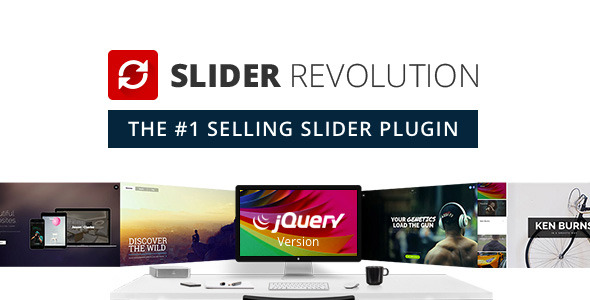 SLIDER REVOLUTION
THE #1 SELLING SLIDER PLUGIN
DISCOVER
THE WILD
jQuery
Version
YOUR GENETICS
LOAD THE GUN
KEN BURNS